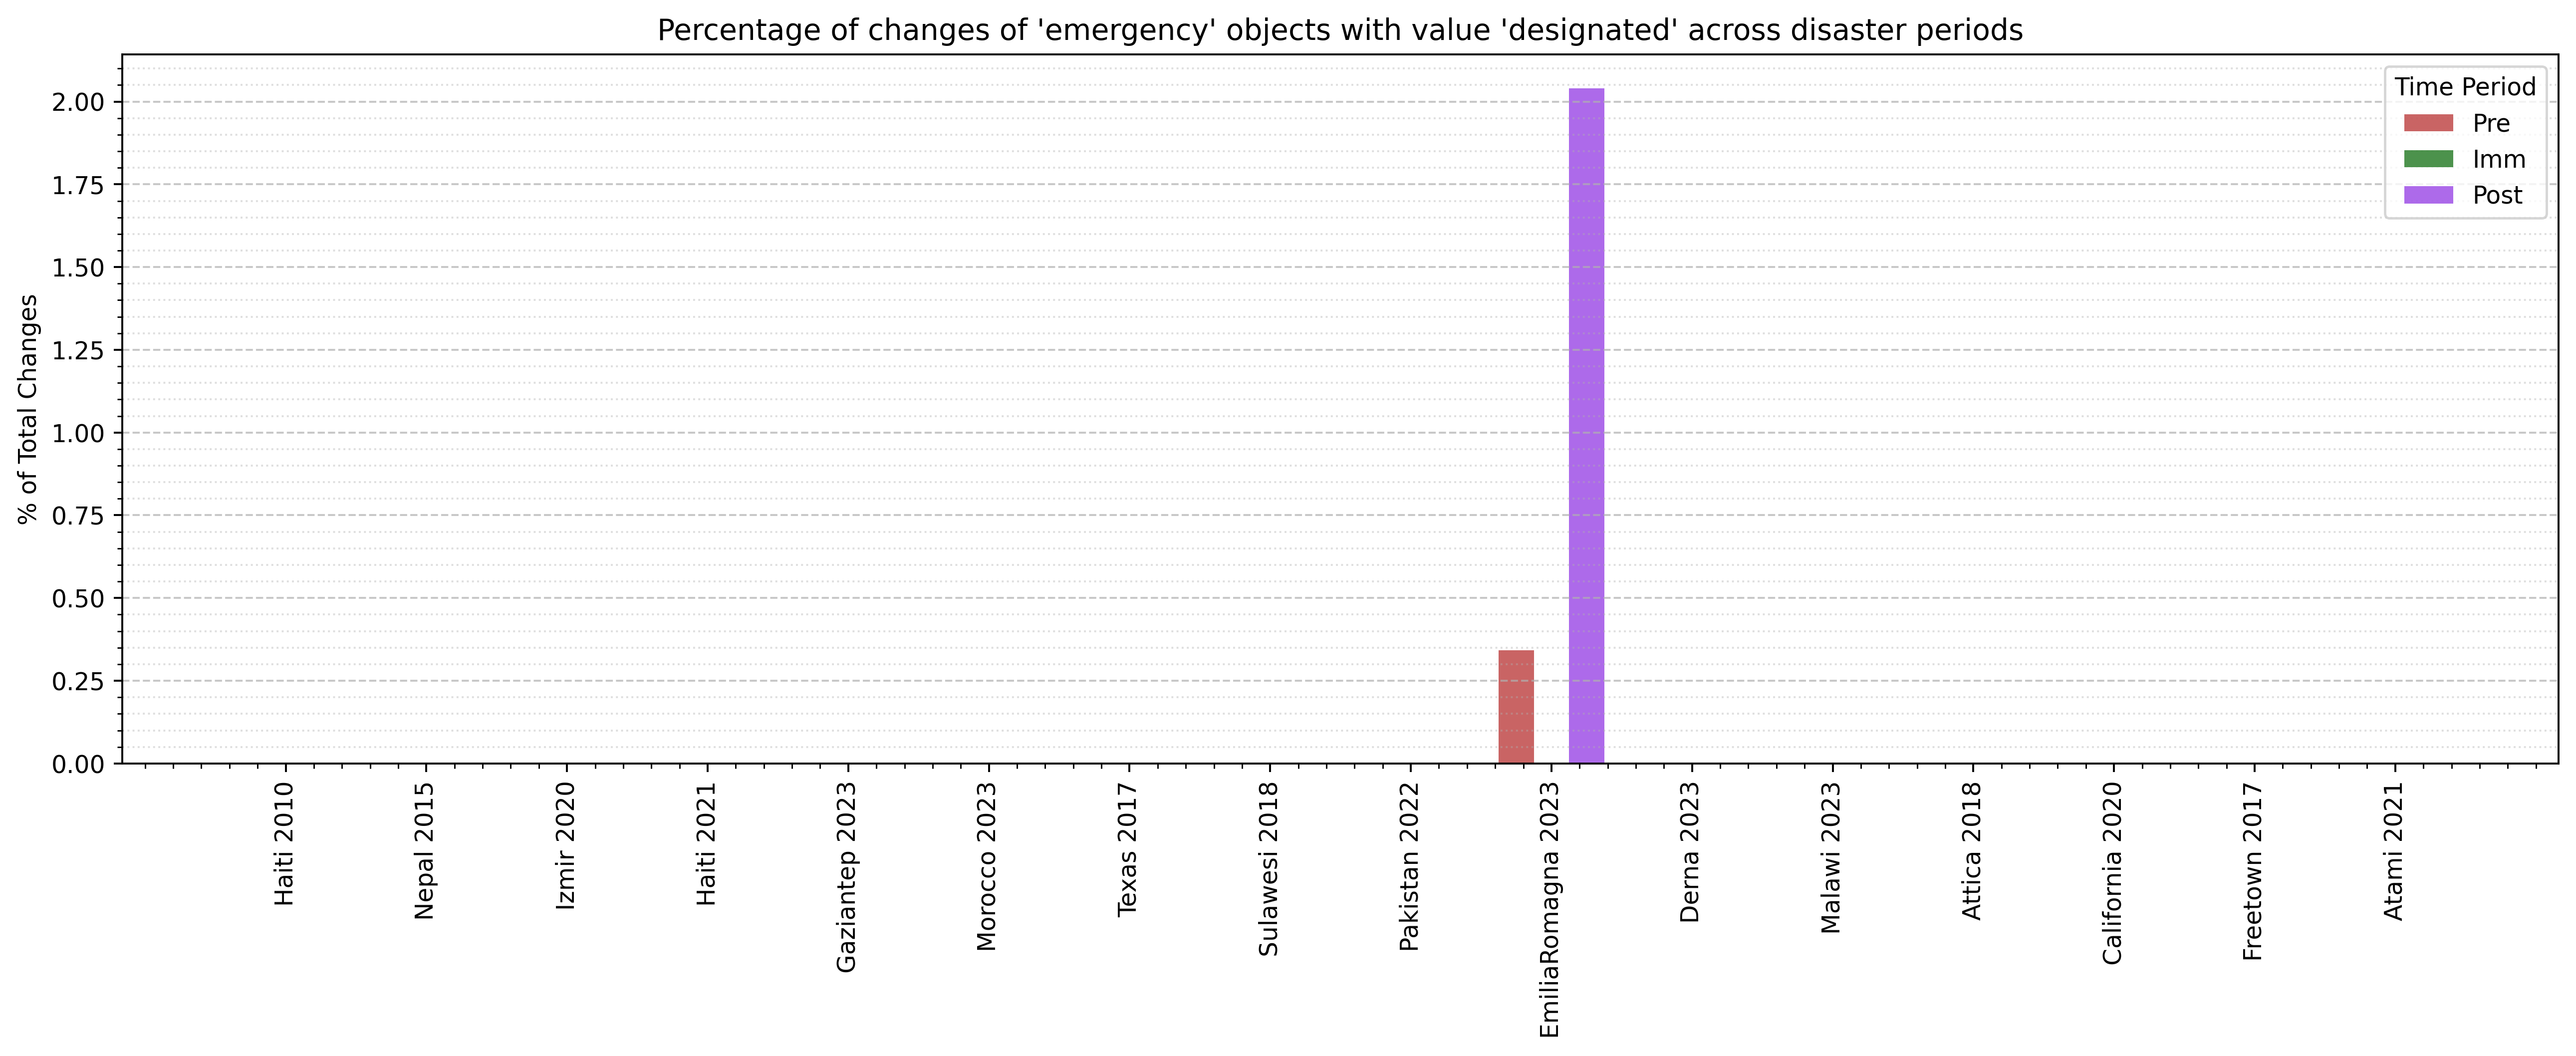 Percentage of changes of 'emergency' objects with value 'designated' across disaster periods
% of Total Changes
2.00
1.75
1.50
1.25
1.00
0.75
0.50
0.25
0.00
Time Period
Pre
Imm
Post
Haiti 2010
Nepal 2015
Izmir 2020
Haiti 2021
Gaziantep 2023
Morocco 2023
Texas 2017
Sulawesi 2018
Pakistan 2022
EmiliaRomagna 2023
Derna 2023
Malawi 2023
Attica 2018
California 2020
Freetown 2017
Atami 2021